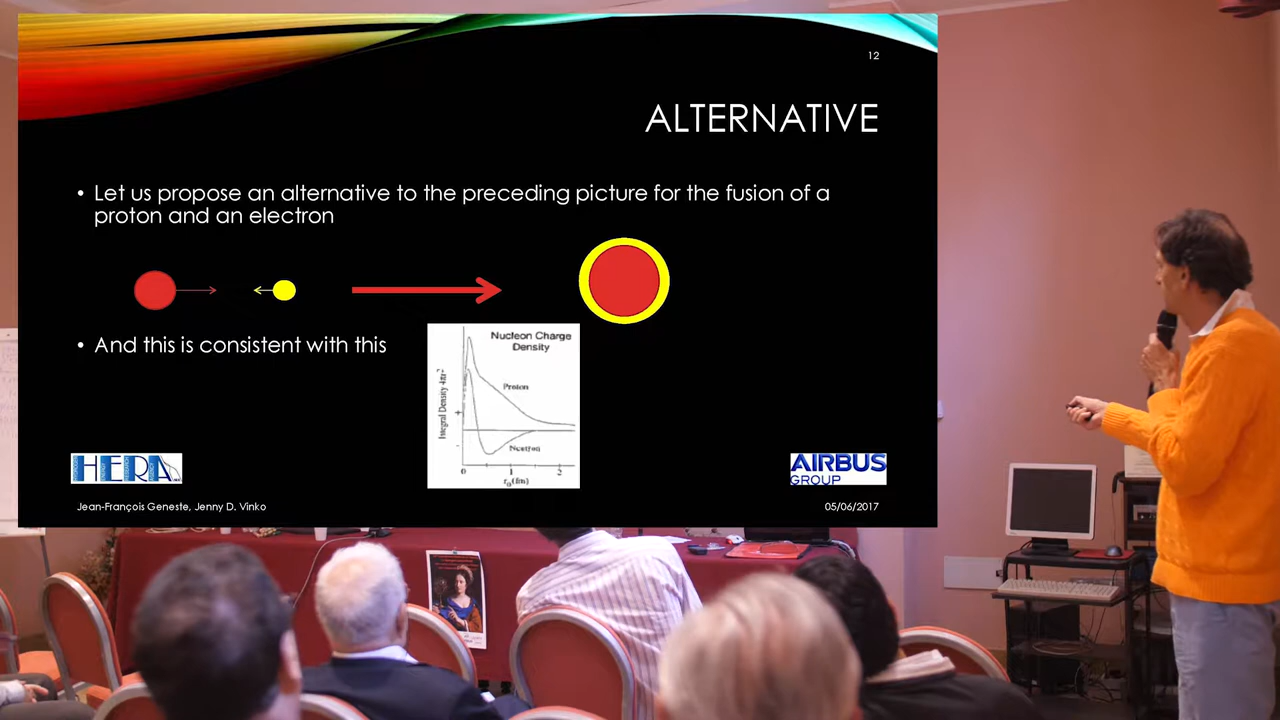 12
ALTERNATIVE
• Let us propose an alternative to the preceding picture for the fusion of a
proton and an electron
• And this is consistent with this
Nucleon Charge
Density
Integral Density 4πr²
Proton
+
-
Neutron
0 1 2
(fm)
HERA
AIRBUS
GROUP
Jean-François Geneste, Jenny D. Vinko
05/06/2017